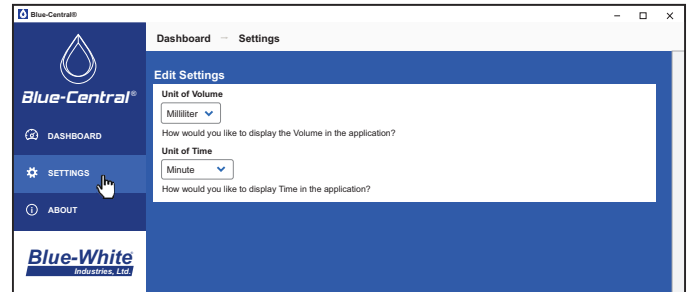 Blue-Central®
Dashboard → Settings
Blue-Central®
Edit Settings
Unit of Volume
Milliliter
How would you like to display the Volume in the application?
Unit of Time
Minute
How would you like to display Time in the application?
DASHBOARD
SETTINGS
ABOUT
Blue-White
Industries, Ltd.